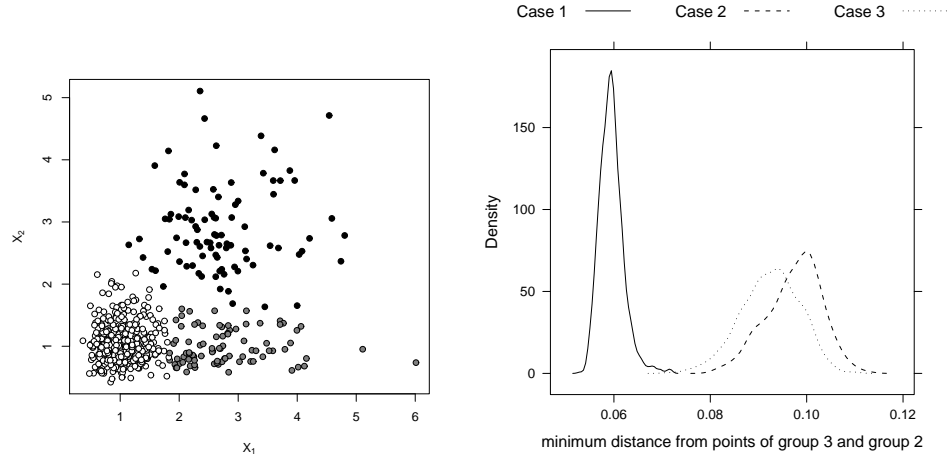 Case 1 Case 2 Case 3
5
4
3
2
1
X2
1 2 3 4 5 6
X1
150
100
50
0
Density
0.06 0.08 0.10 0.12
minimum distance from points of group 3 and group 2